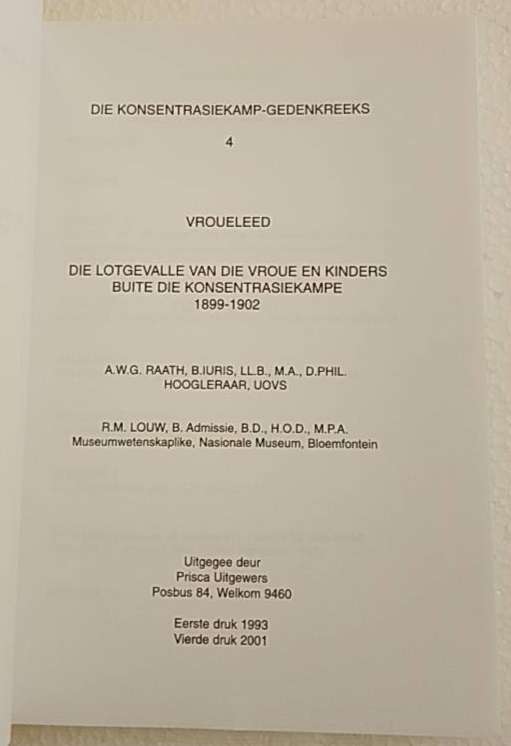 DIE KONSENTRASIEKAMP-GEDENKREEKS
4
VROUELEED
DIE LOTGEVALLE VAN DIE VROUE EN KINDERS
BUITE DIE KONSENTRASIEKAMPE
1899-1902
A.W.G. RAATH, B.IURIS, LL.B., M.A., D.PHIL.
HOOGLERAAR, UOVS
R.M. LOUW, B. Admissie, B.D., H.O.D., M.P.A.
Museumwetenskaplike, Nasionale Museum, Bloemfontein
Uitgegee deur
Prisca Uitgewers
Posbus 84, Welkom 9460
Eerste druk 1993
Vierde druk 2001